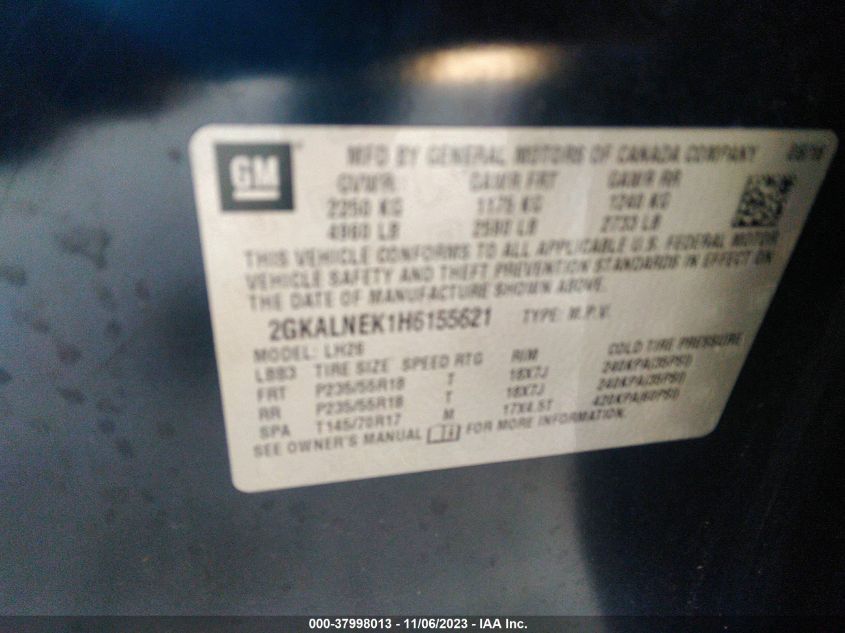 GM
MFD BY GENERAL MOTORS OF CANADA COMPANY 09/16
GVWR GAWR FRT GAWR RR
2250 KG 1175 KG 1240 KG
4960 LB 2590 LB 2733 LB
THIS VEHICLE CONFORMS TO ALL APPLICABLE U.S. FEDERAL MOTOR
VEHICLE SAFETY AND THEFT PREVENTION STANDARDS IN EFFECT ON
THE DATE OF MANUFACTURE SHOWN ABOVE.
2GKALNEK1H6155621 TYPE: M.P.V.
MODEL: LH26
LBB3 TIRE SIZE SPEED RTG RIM COLD TIRE PRESSURE
FRT P235/55R18 T 18X7J 240KPA(35PSI)
RR P235/55R18 T 18X7J 240KPA(35PSI)
SPA T145/70R17 M 17X4.5T 420KPA(60PSI)
SEE OWNER'S MANUAL FOR MORE INFORMATION.
000-37998013 - 11/06/2023 - IAA Inc.